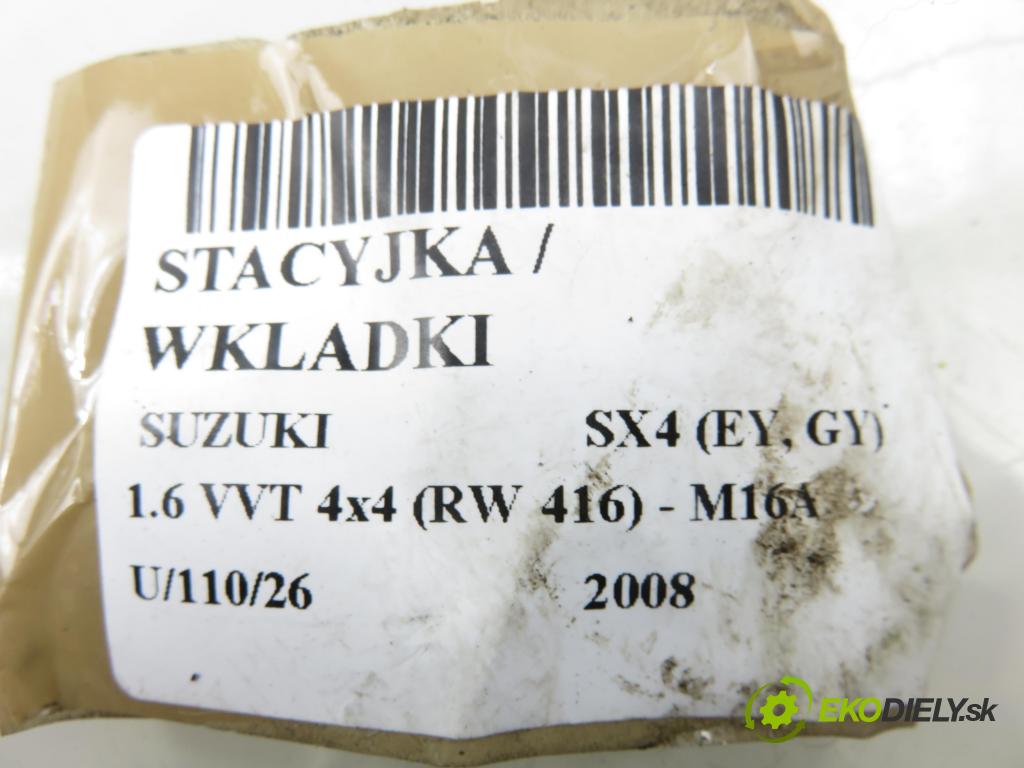 STACYJKA /
WKLADKI
SUZUKI SX4 (EY, GY)
1.6 VVT 4x4 (RW 416) - M16A
U/110/26 2008
EKODIELY.sk